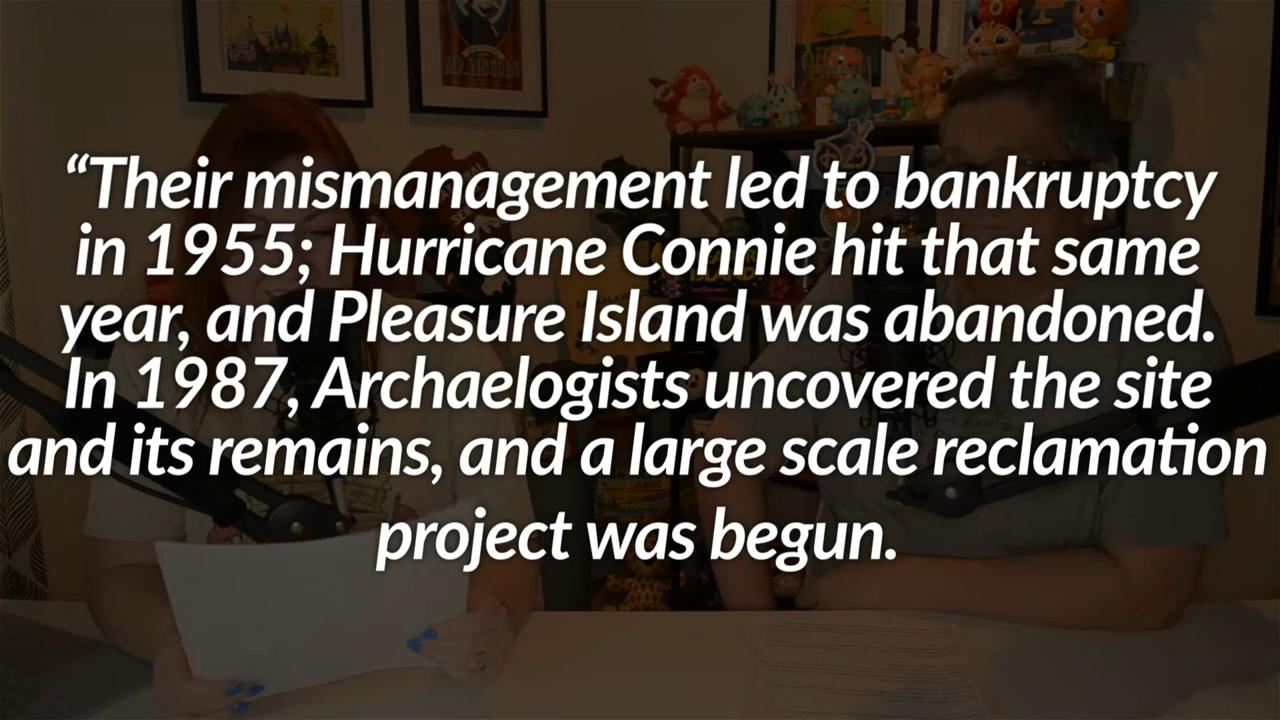 “Their mismanagement led to bankruptcy
in 1955; Hurricane Connie hit that same
year, and Pleasure Island was abandoned.
In 1987, Archaelogists uncovered the site
and its remains, and a large scale reclamation
project was begun.
D23